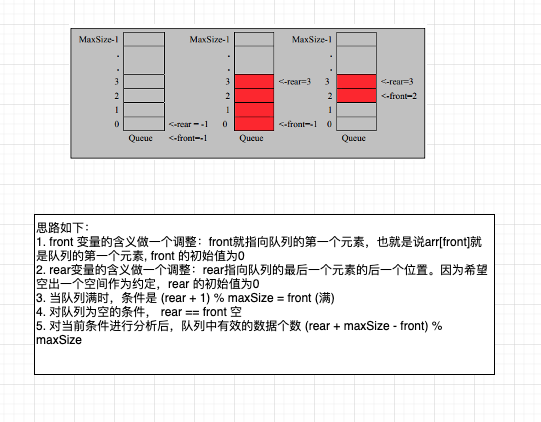 MaxSize-1 MaxSize-1 MaxSize-1
. . .
. . .
3 3 <-rear=3 3 <-rear=3
2 2 2 <-front=2
1 1 1
0 <-rear = -1 0 <-front=-1 0
Queue <-front=-1 Queue Queue
思路如下：
1. front 变量的含义做一个调整：front就指向队列的第一个元素，也就是说arr[front]就
是队列的第一个元素, front 的初始值为0
2. rear变量的含义做一个调整：rear指向队列的最后一个元素的后一个位置。因为希望
空出一个空间作为约定，rear 的初始值为0
3. 当队列满时，条件是 (rear + 1) % maxSize = front (满)
4. 对队列为空的条件， rear == front 空
5. 对当前条件进行分析后，队列中有效的数据个数 (rear + maxSize - front) %
maxSize